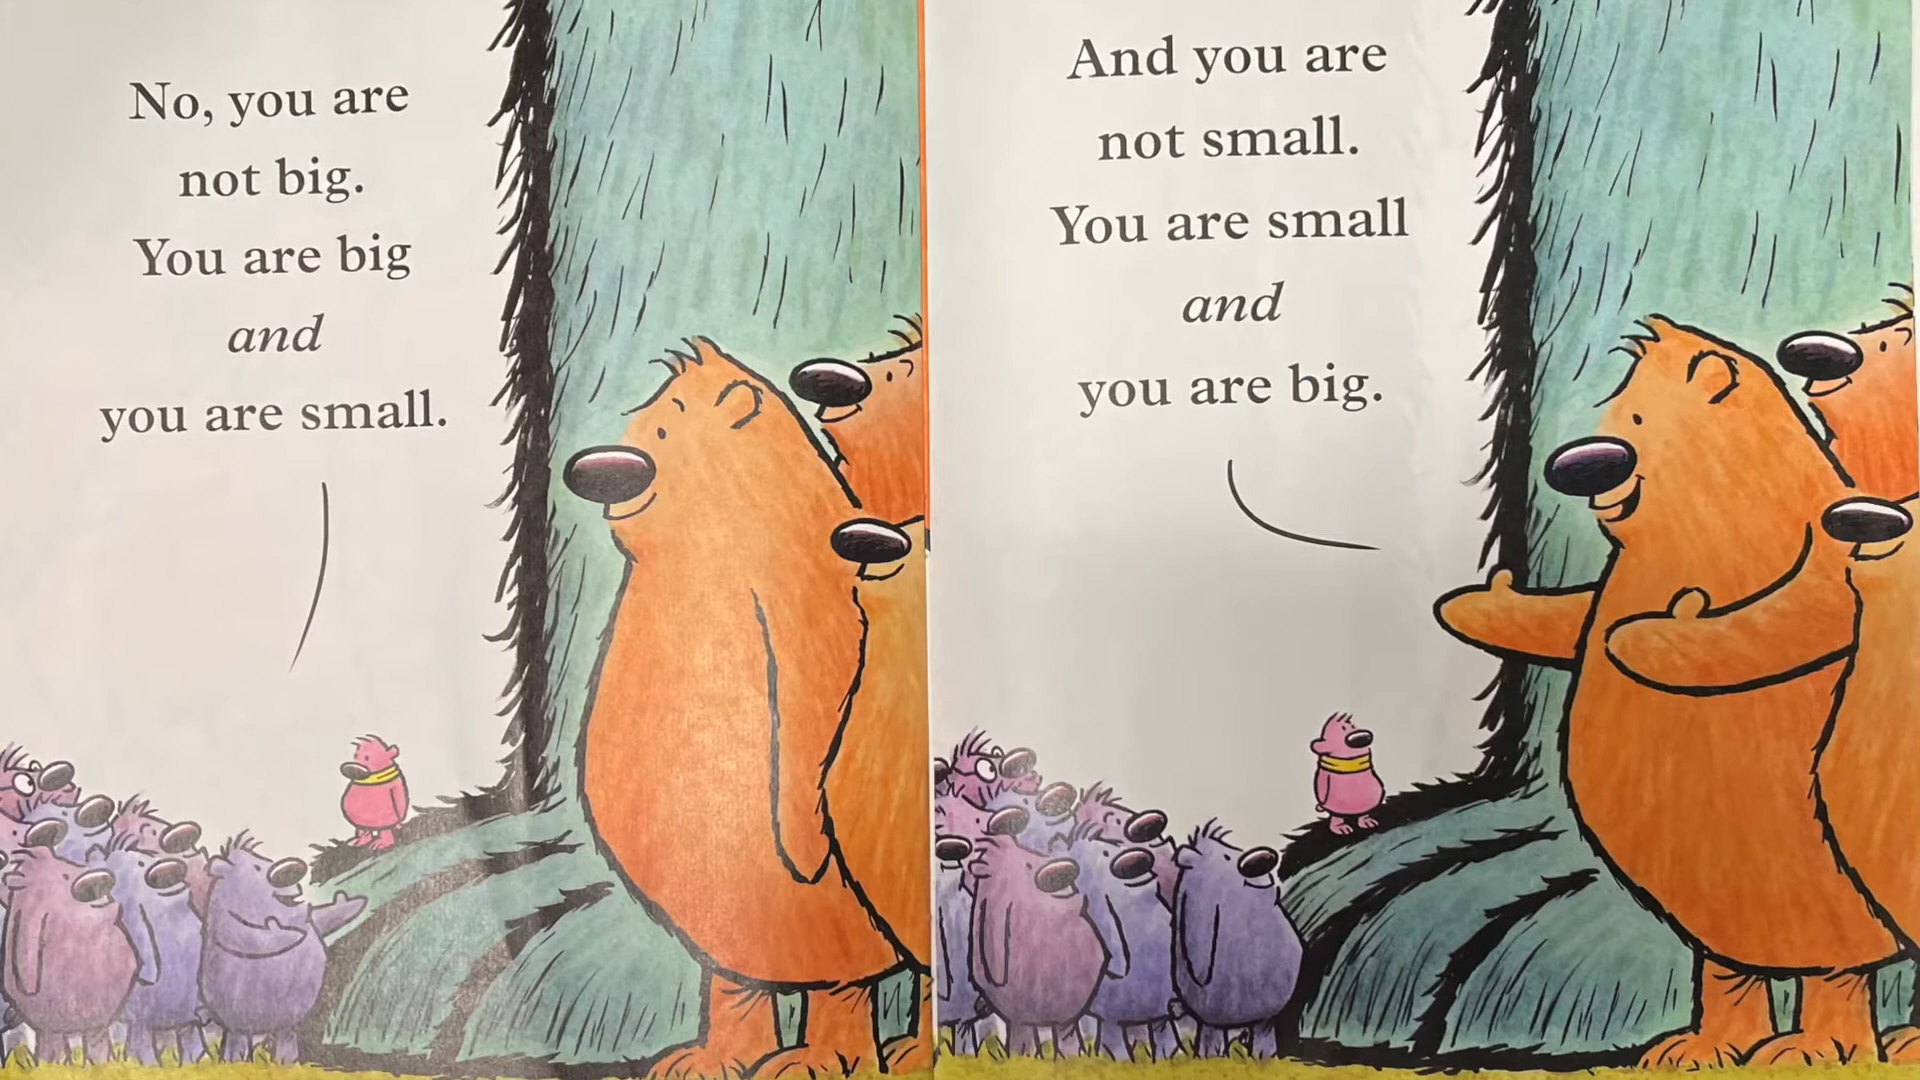 No, you are
not big.
You are big
and
you are small.
And you are
not small.
You are small
and
you are big.